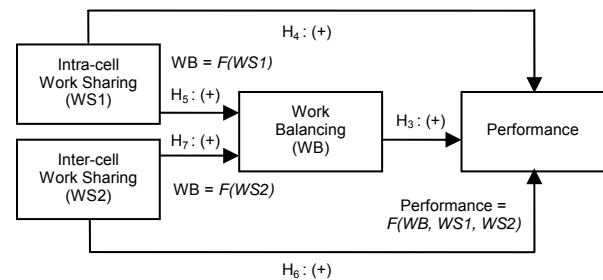 H4: (+)
Intra-cell
Work Sharing
(WS1)
WB = F(WS1)
H5: (+)
Work
Balancing
(WB)
H3: (+)
Performance
H7: (+)
Inter-cell
Work Sharing
(WS2)
WB = F(WS2)
Performance =
F(WB, WS1, WS2)
H6: (+)